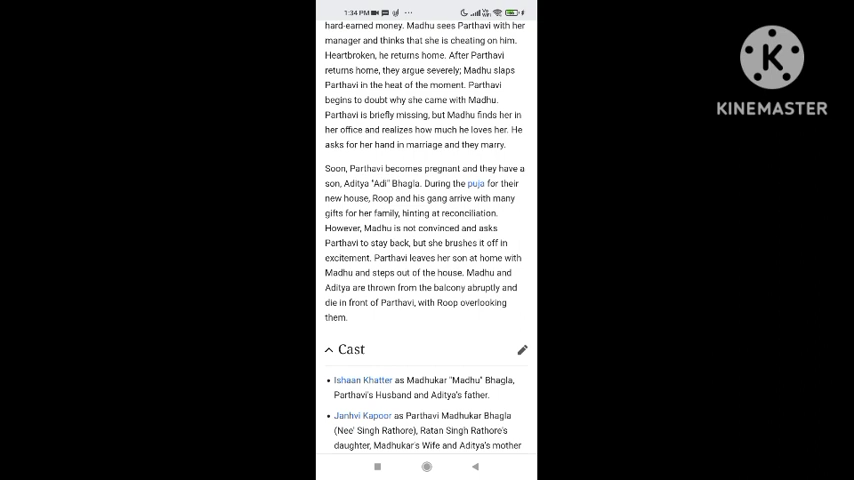 1:34 PM
hard-earned money. Madhu sees Parthavi with her
manager and thinks that she is cheating on him.
Heartbroken, he returns home. After Parthavi
returns home, they argue severely; Madhu slaps
Parthavi in the heat of the moment. Parthavi
begins to doubt why she came with Madhu.
Parthavi is briefly missing, but Madhu finds her in
her office and realizes how much he loves her. He
asks for her hand in marriage and they marry.
Soon, Parthavi becomes pregnant and they have a
son, Aditya "Adi" Bhagla. During the puja for their
new house, Roop and his gang arrive with many
gifts for her family, hinting at reconciliation.
However, Madhu is not convinced and asks
Parthavi to stay back, but she brushes it off in
excitement. Parthavi leaves her son at home with
Madhu and steps out of the house. Madhu and
Aditya are thrown from the balcony abruptly and
die in front of Parthavi, with Roop overlooking
them.
Cast
• Ishaan Khatter as Madhukar "Madhu" Bhagla,
Parthavi's Husband and Aditya's father.
• Janhvi Kapoor as Parthavi Madhukar Bhagla
(Nee' Singh Rathore), Ratan Singh Rathore's
daughter, Madhukar's Wife and Aditya's mother
K
KINEMASTER